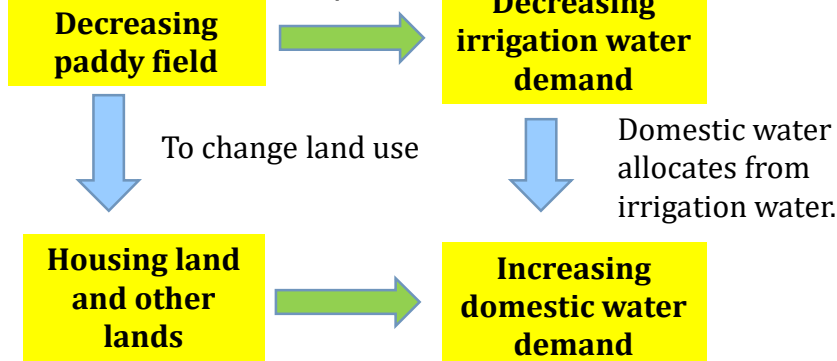 Decreasing
paddy field
Decreasing
irrigation water
demand
To change land use
Domestic water
allocates from
irrigation water.
Housing land
and other
lands
Increasing
domestic water
demand